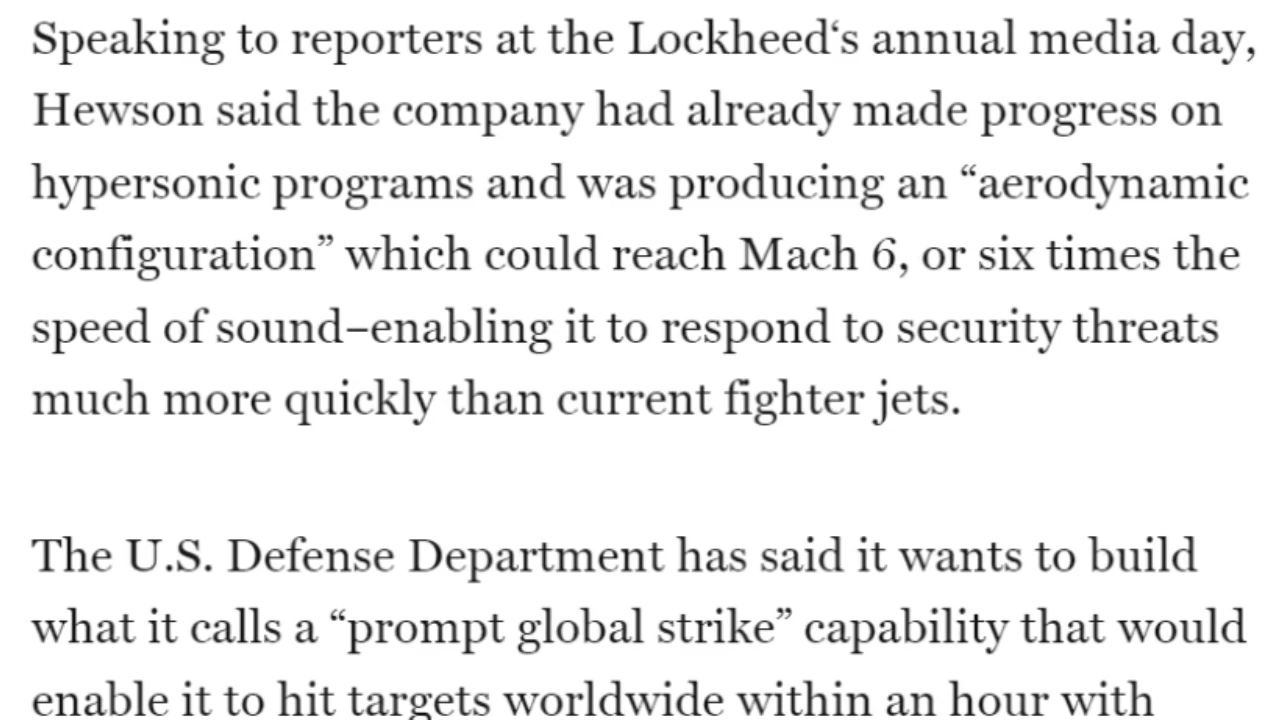 Speaking to reporters at the Lockheed‘s annual media day,
Hewson said the company had already made progress on
hypersonic programs and was producing an “aerodynamic
configuration” which could reach Mach 6, or six times the
speed of sound–enabling it to respond to security threats
much more quickly than current fighter jets.
The U.S. Defense Department has said it wants to build
what it calls a “prompt global strike” capability that would
enable it to hit targets worldwide within an hour with